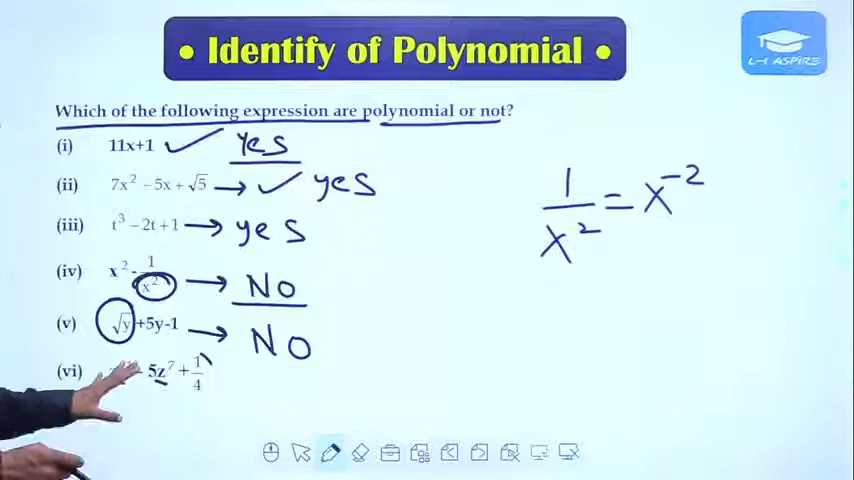 • Identify of Polynomial •
L-1 ASPIRE
Which of the following expression are polynomial or not?
(i) 11x+1 ✓ yes
(ii) 7x² − 5x + √5 → ✓ yes
(iii) t³ − 2t + 1 → yes
(iv) x² - 1/x² → NO
(v) √y+5y-1 → NO
(vi) 5z⁷ + 1/4
1/x² = x⁻²